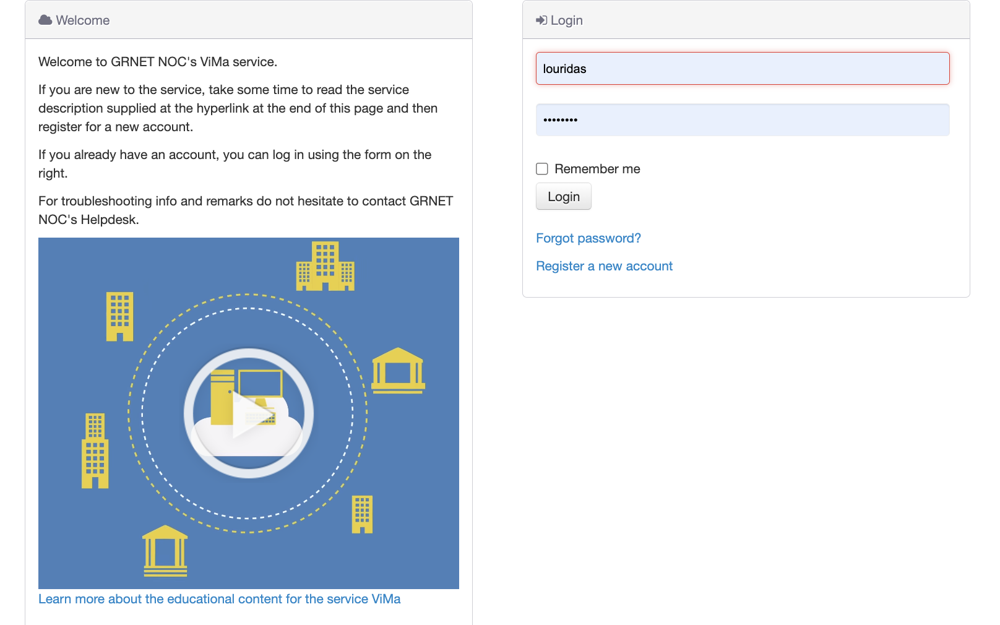 Welcome
Welcome to GRNET NOC's ViMa service.
If you are new to the service, take some time to read the service
description supplied at the hyperlink at the end of this page and then
register for a new account.
If you already have an account, you can log in using the form on the
right.
For troubleshooting info and remarks do not hesitate to contact GRNET
NOC's Helpdesk.
Learn more about the educational content for the service ViMa
Login
louridas
••••••••
Remember me
Login
Forgot password?
Register a new account